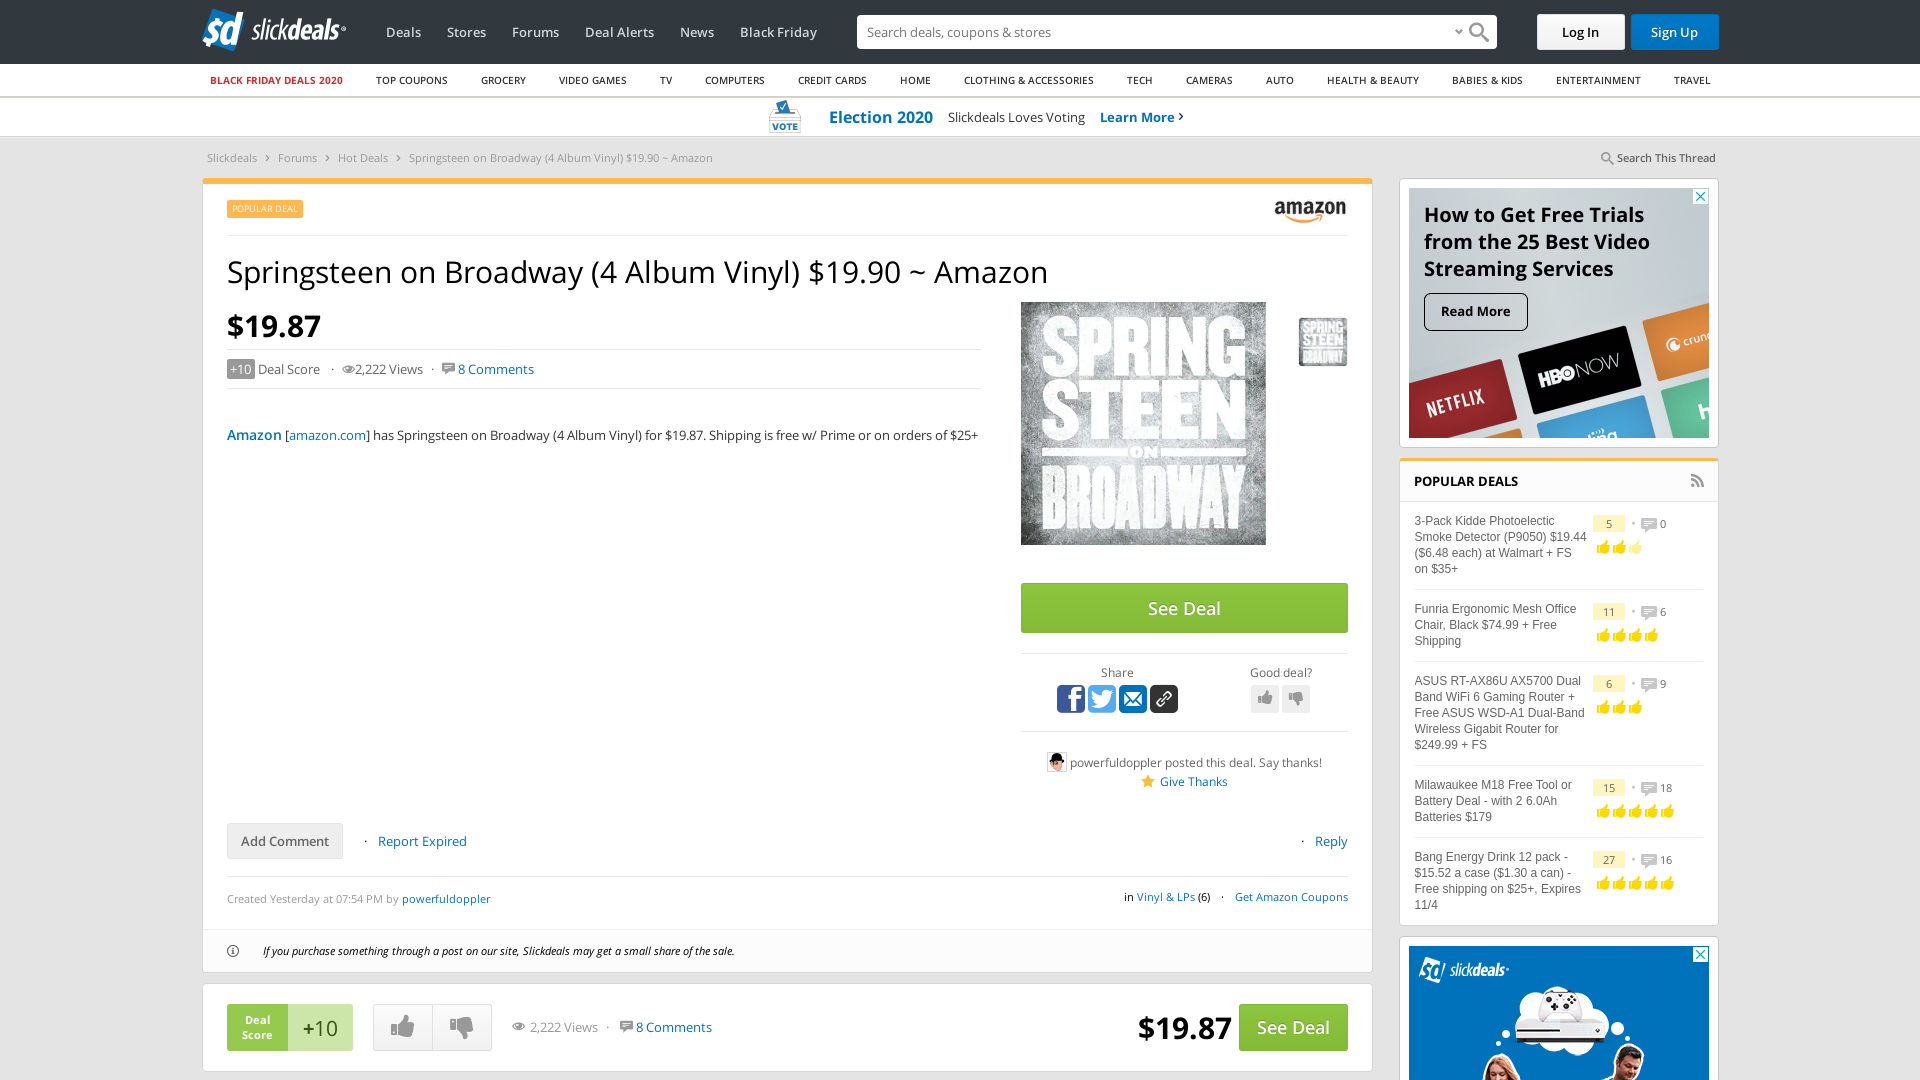 sd slickdeals
Deals Stores Forums Deal Alerts News Black Friday
Search deals, coupons & shops
Log In Sign Up
BLACK FRIDAY DEALS 2020 TOP COUPONS GROCERY VIDEO GAMES TV COMPUTERS CREDIT CARDS HOME CLOTHING & ACCESSORIES TECH CAMERAS AUTO HEALTH & BEAUTY BABIES & KIDS ENTERTAINMENT TRAVEL
VOTE Election 2020 Slickdeals Loves Voting Learn More ›
Slickdeals › Forums › Hot Deals › Springsteen on Broadway (4 Album Vinyl) $19.90 ~ Amazon
Search This Thread
POPULAR DEAL
amazon
Springsteen on Broadway (4 Album Vinyl) $19.90 ~ Amazon
$19.87
+10 Deal Score · 2,222 Views · 8 Comments
Amazon [amazon.com] has Springsteen on Broadway (4 Album Vinyl) for $19.87. Shipping is free w/ Prime or on orders of $25+
SPRING
STEEN
ON
BROADWAY
SPRING
STEEN
BROADWAY
See Deal
Share
Good deal?
powerfuldoppler posted this deal. Say thanks!
Give Thanks
Add Comment · Report Expired
· Reply
Created Yesterday at 07:54 PM by powerfuldoppler
in Vinyl & LPs (6) · Get Amazon Coupons
If you purchase something through a post on our site, Slickdeals may get a small share of the sale.
Deal
Score
+10
2,222 Views · 8 Comments
$19.87 See Deal
How to Get Free Trials
from the 25 Best Video
Streaming Services
Read More
NETFLIX
HBO NOW
crunc
h
ling
POPULAR DEALS
3-Pack Kidde Photoelectic
Smoke Detector (P9050) $19.44
($6.48 each) at Walmart + FS
on $35+
5 · 0
Funria Ergonomic Mesh Office
Chair, Black $74.99 + Free
Shipping
11 · 6
ASUS RT-AX86U AX5700 Dual
Band WiFi 6 Gaming Router +
Free ASUS WSD-A1 Dual-Band
Wireless Gigabit Router for
$249.99 + FS
6 · 9
Milawaukee M18 Free Tool or
Battery Deal - with 2 6.0Ah
Batteries $179
15 · 18
Bang Energy Drink 12 pack -
$15.52 a case ($1.30 a can) -
Free shipping on $25+, Expires
11/4
27 · 16
sd slickdeals